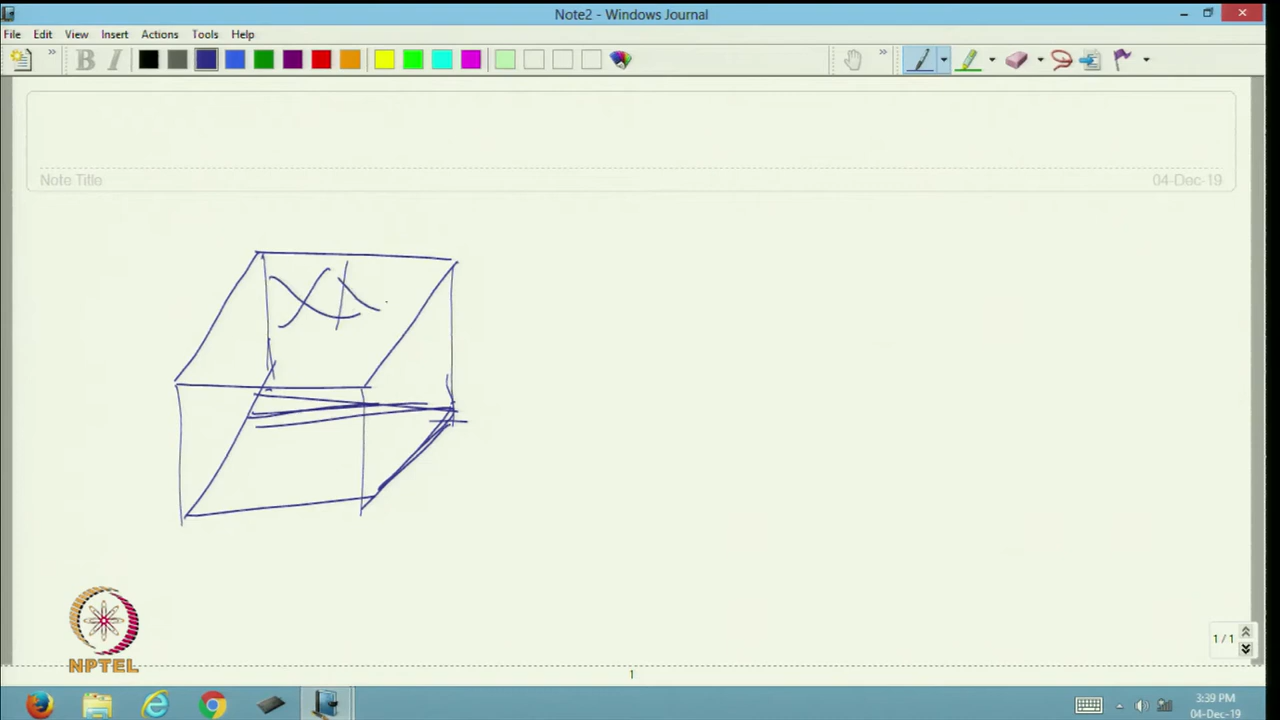 Note2 - Windows Journal
File Edit View Insert Actions Tools Help
B I
Note Title
04-Dec-19
NPTEL
1 / 1
1
3:39 PM
04-Dec-19